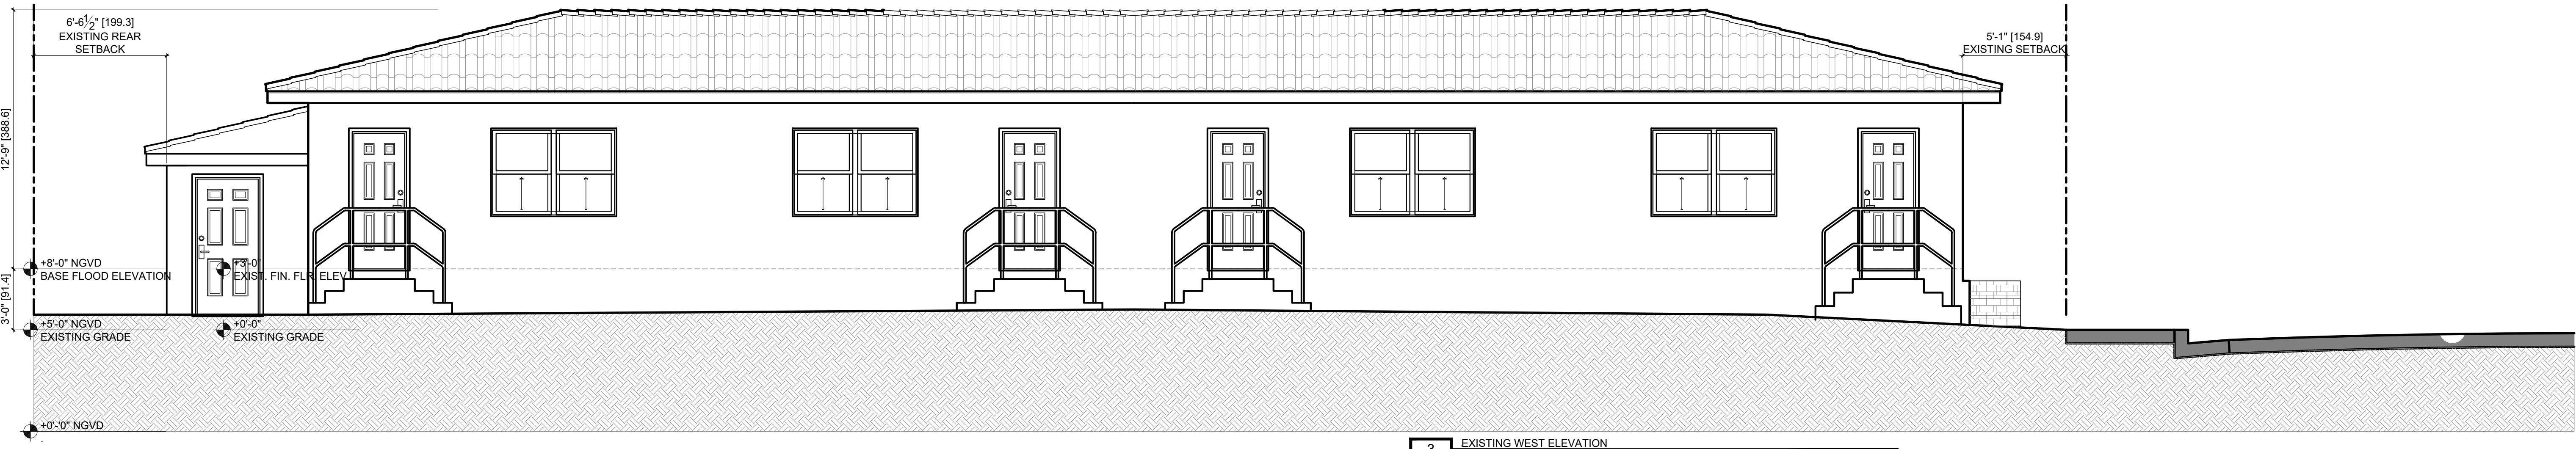 6'-6½" [199.3]
EXISTING REAR
SETBACK
5'-1" [154.9]
EXISTING SETBACK
12'-9" [388.6]
3'-0" [91.4]
+8'-0" NGVD
BASE FLOOD ELEVATION
+3'-0"
EXIST. FIN. FLR. ELEV
+5'-0" NGVD
EXISTING GRADE
+0'-0"
EXISTING GRADE
+0'-'0" NGVD
EXISTING WEST ELEVATION